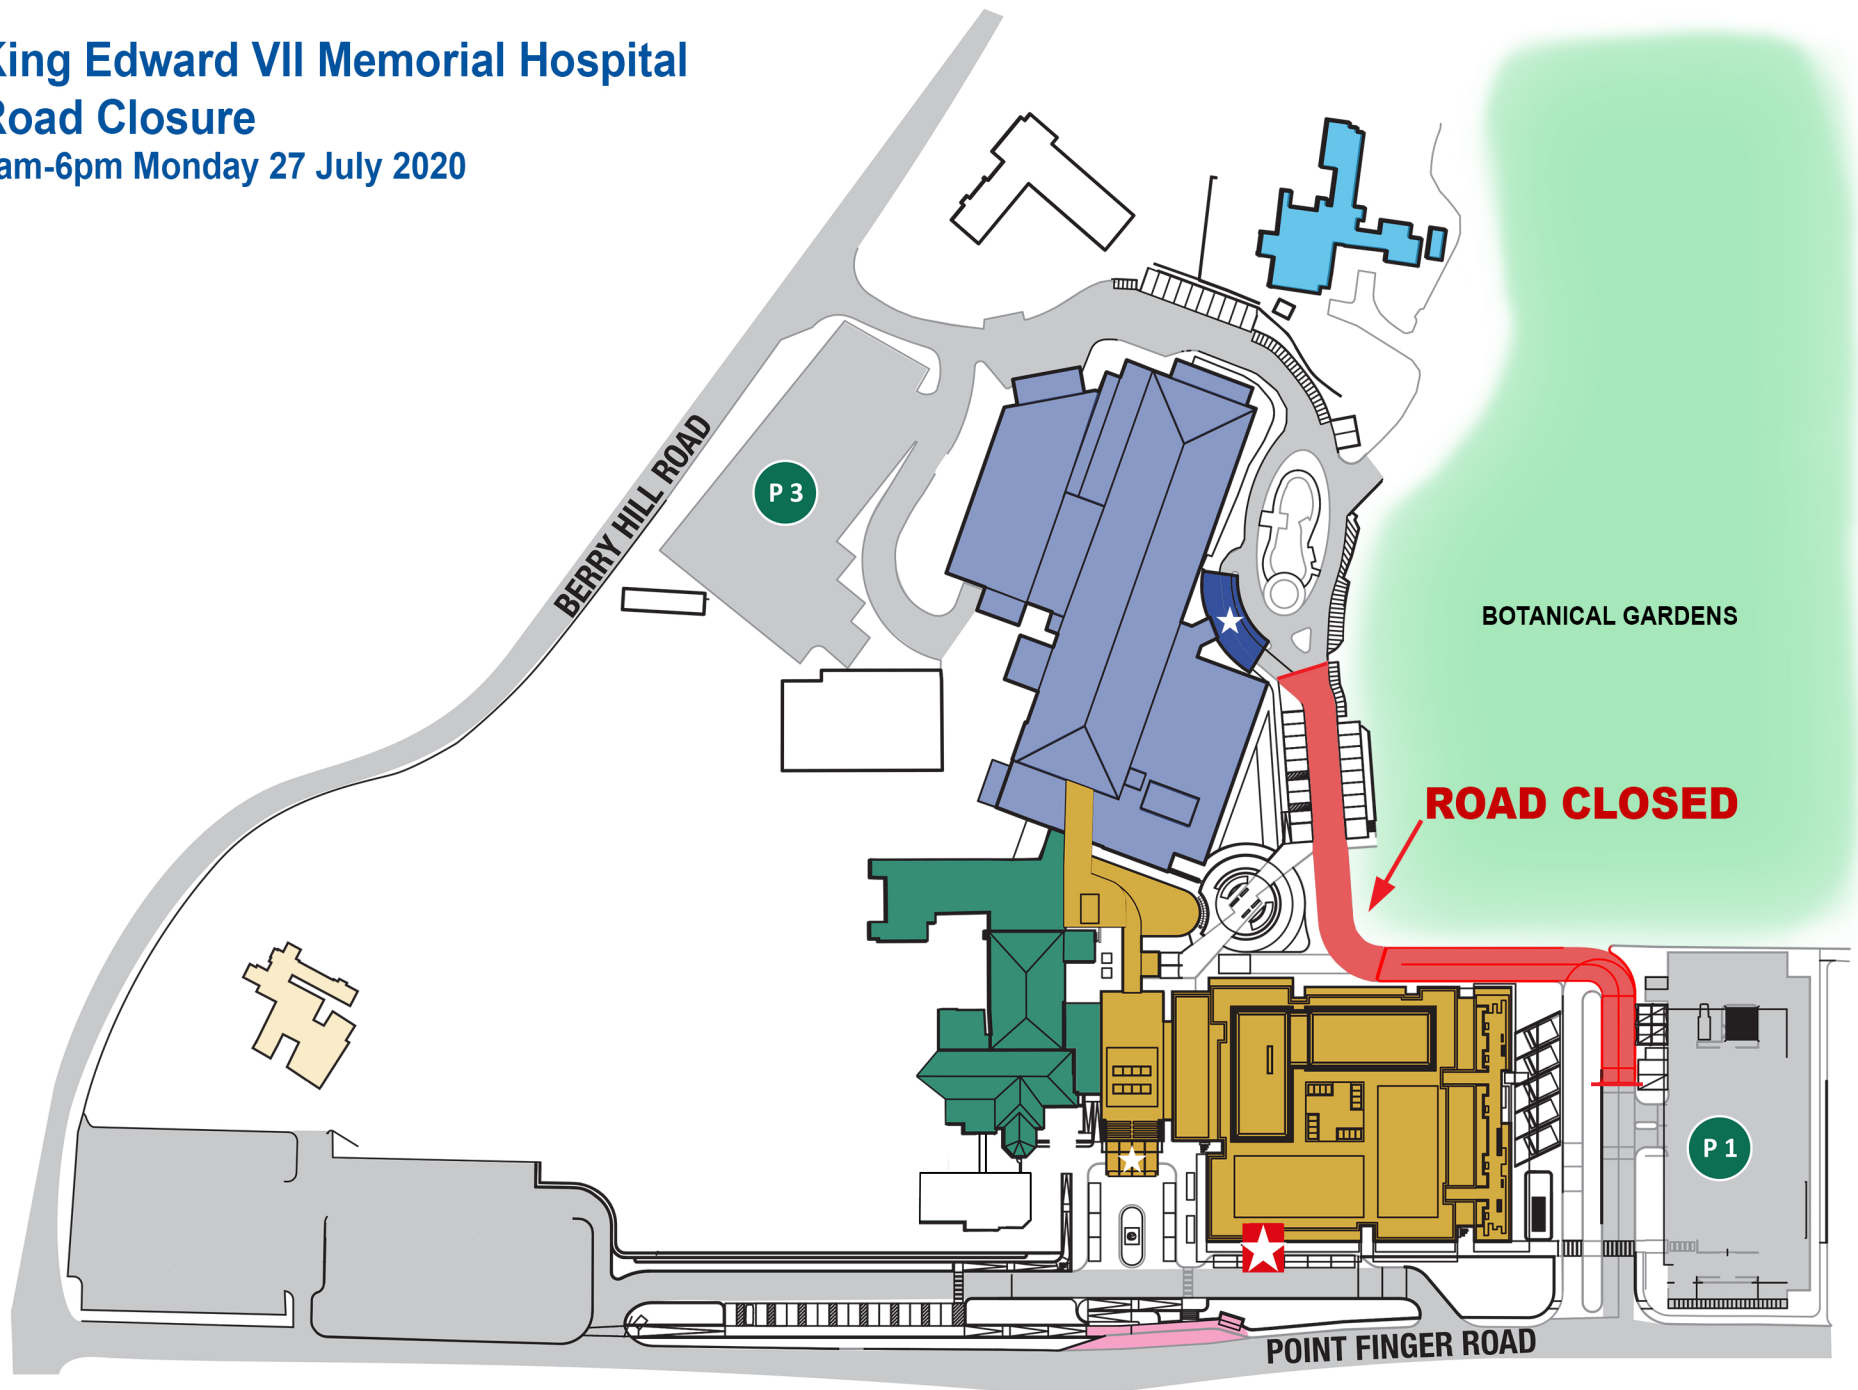 King Edward VII Memorial Hospital
Road Closure
am-6pm Monday 27 July 2020
BERRY HILL ROAD
P 3
BOTANICAL GARDENS
ROAD CLOSED
P 1
POINT FINGER ROAD